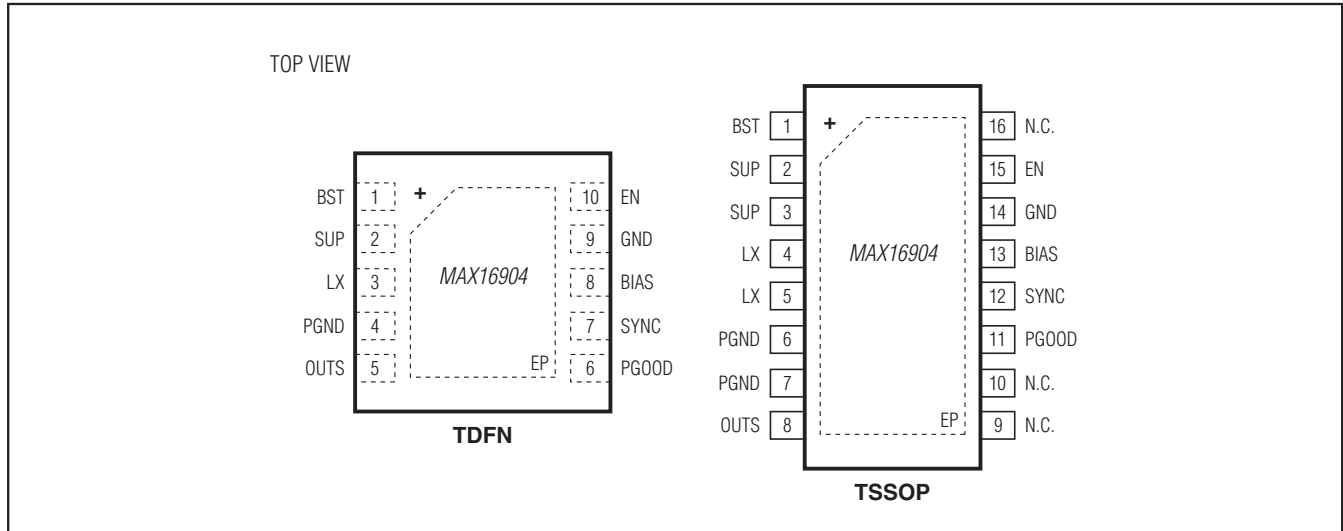 TOP VIEW
BST 1 + 10 EN
SUP 2 9 GND
LX 3 MAX16904 8 BIAS
PGND 4 7 SYNC
OUTS 5 EP 6 PGOOD
TDFN
BST 1 + 16 N.C.
SUP 2 15 EN
SUP 3 14 GND
LX 4 MAX16904 13 BIAS
LX 5 12 SYNC
PGND 6 11 PGOOD
PGND 7 10 N.C.
OUTS 8 EP 9 N.C.
TSSOP